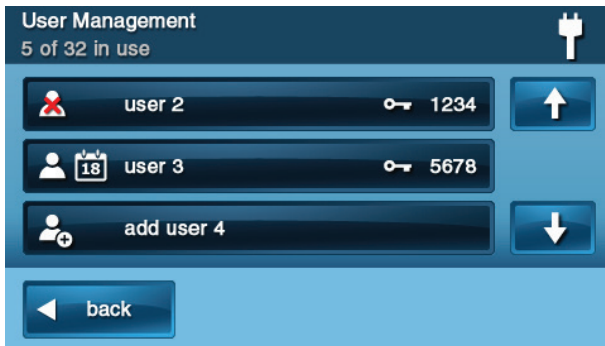 User Management
5 of 32 in use
user 2 1234
18 user 3 5678
add user 4
back